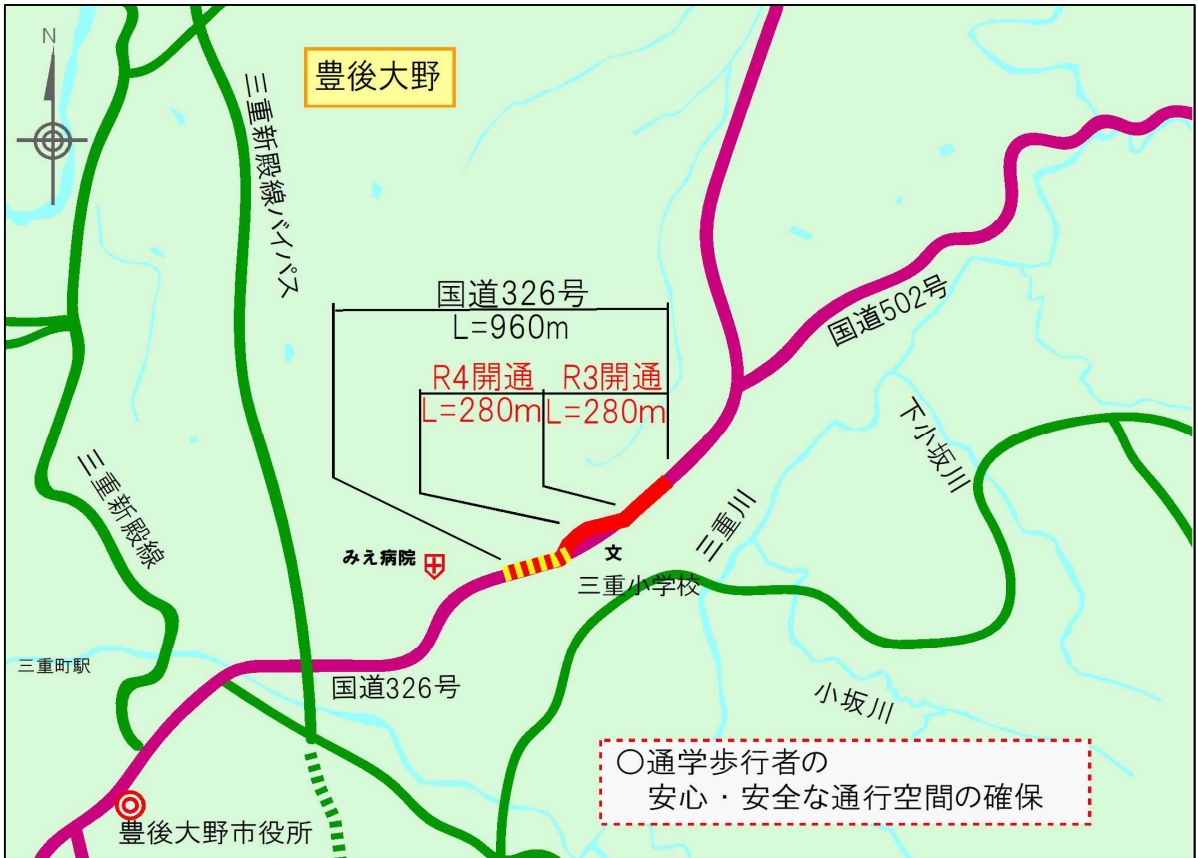 N
豊後大野
三重新殿線バイパス
国道326号
L=960m
R4開通
L=280m
R3開通
L=280m
国道502号
下小坂川
三重新殿線
三重川
みえ病院
文
三重小学校
三重町駅
国道326号
小坂川
○通学歩行者の
安心・安全な通行空間の確保
豊後大野市役所